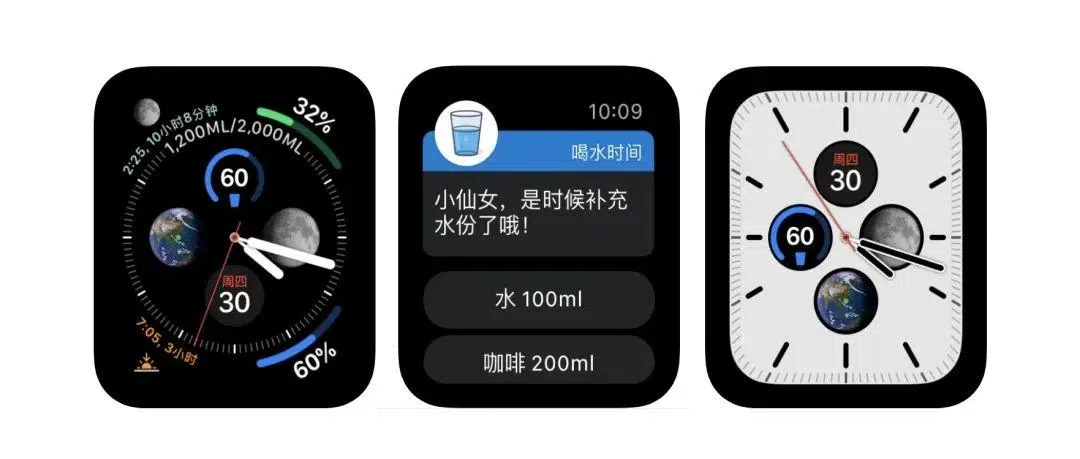 2:25, 10小时8分钟
1,200ML/2,000ML
32%
60
周四
30
7:05, 3小时
60%
10:09
喝水时间
小仙女，是时候补充
水份了哦！
水 100ml
咖啡 200ml
周四
30
60